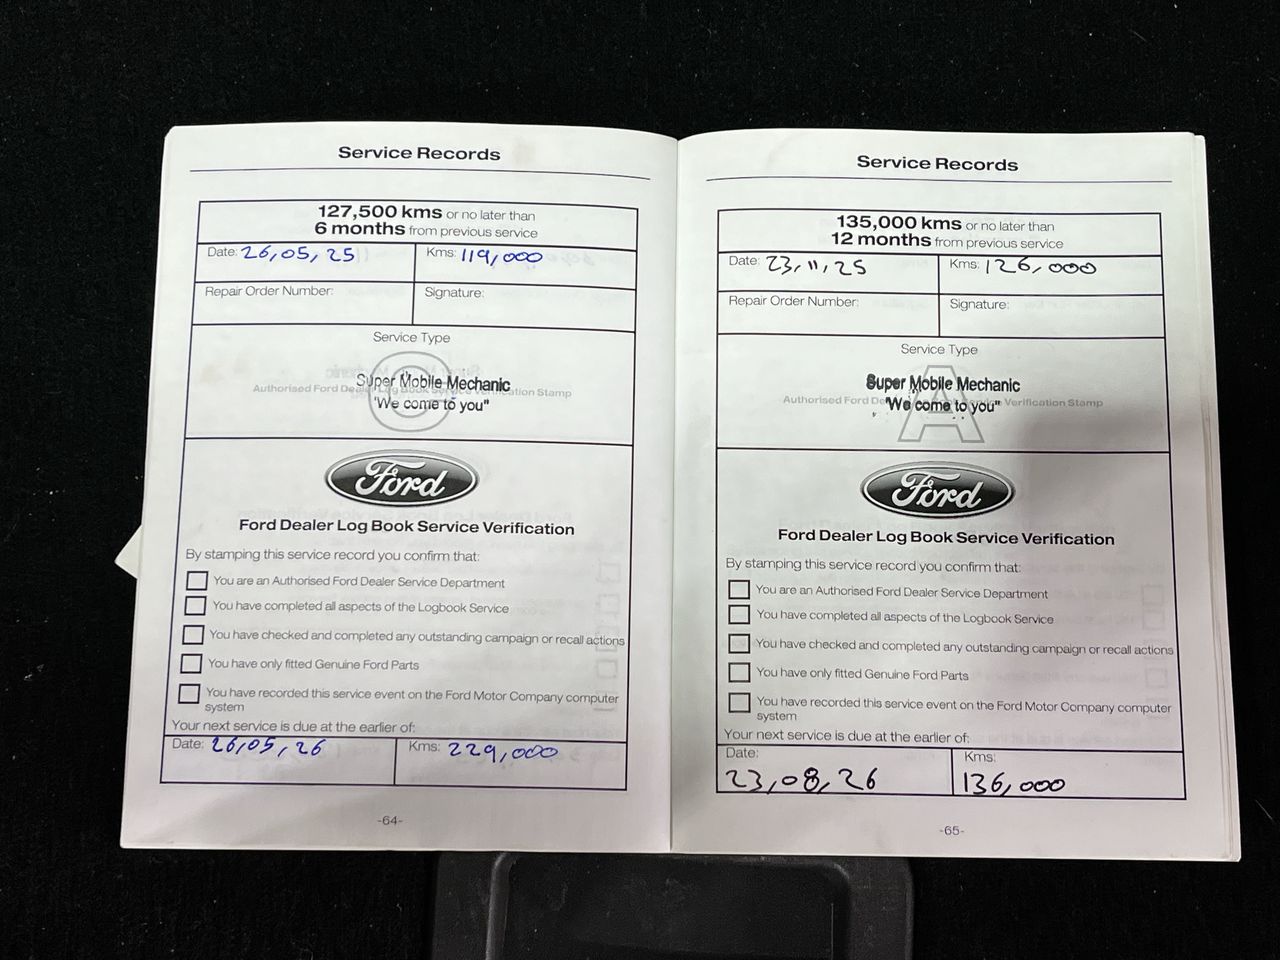 Service Records
127,500 kms or no later than
6 months from previous service
Date: 26,05,25
Kms: 119,000
Repair Order Number:
Signature:
Service Type
C
Super Mobile Mechanic
Authorised Ford Dealer Log Book Service Verification Stamp
"We come to you"
Ford
Ford Dealer Log Book Service Verification
By stamping this service record you confirm that:
You are an Authorised Ford Dealer Service Department
You have completed all aspects of the Logbook Service
You have checked and completed any outstanding campaign or recall actions
You have only fitted Genuine Ford Parts
You have recorded this service event on the Ford Motor Company computer
system
Your next service is due at the earlier of:
Date: 26,05,26
Kms: 229,000
-64-
Service Records
135,000 kms or no later than
12 months from previous service
Date: 23,11,25
Kms: 126,000
Repair Order Number:
Signature:
Service Type
A
Super Mobile Mechanic
Authorised Ford De Service Verification Stamp
"We come to you"
Ford
Ford Dealer Log Book Service Verification
By stamping this service record you confirm that:
You are an Authorised Ford Dealer Service Department
You have completed all aspects of the Logbook Service
You have checked and completed any outstanding campaign or recall actions
You have only fitted Genuine Ford Parts
You have recorded this service event on the Ford Motor Company computer
system
Your next service is due at the earlier of:
Date:
23,08,26
Kms:
136,000
-65-